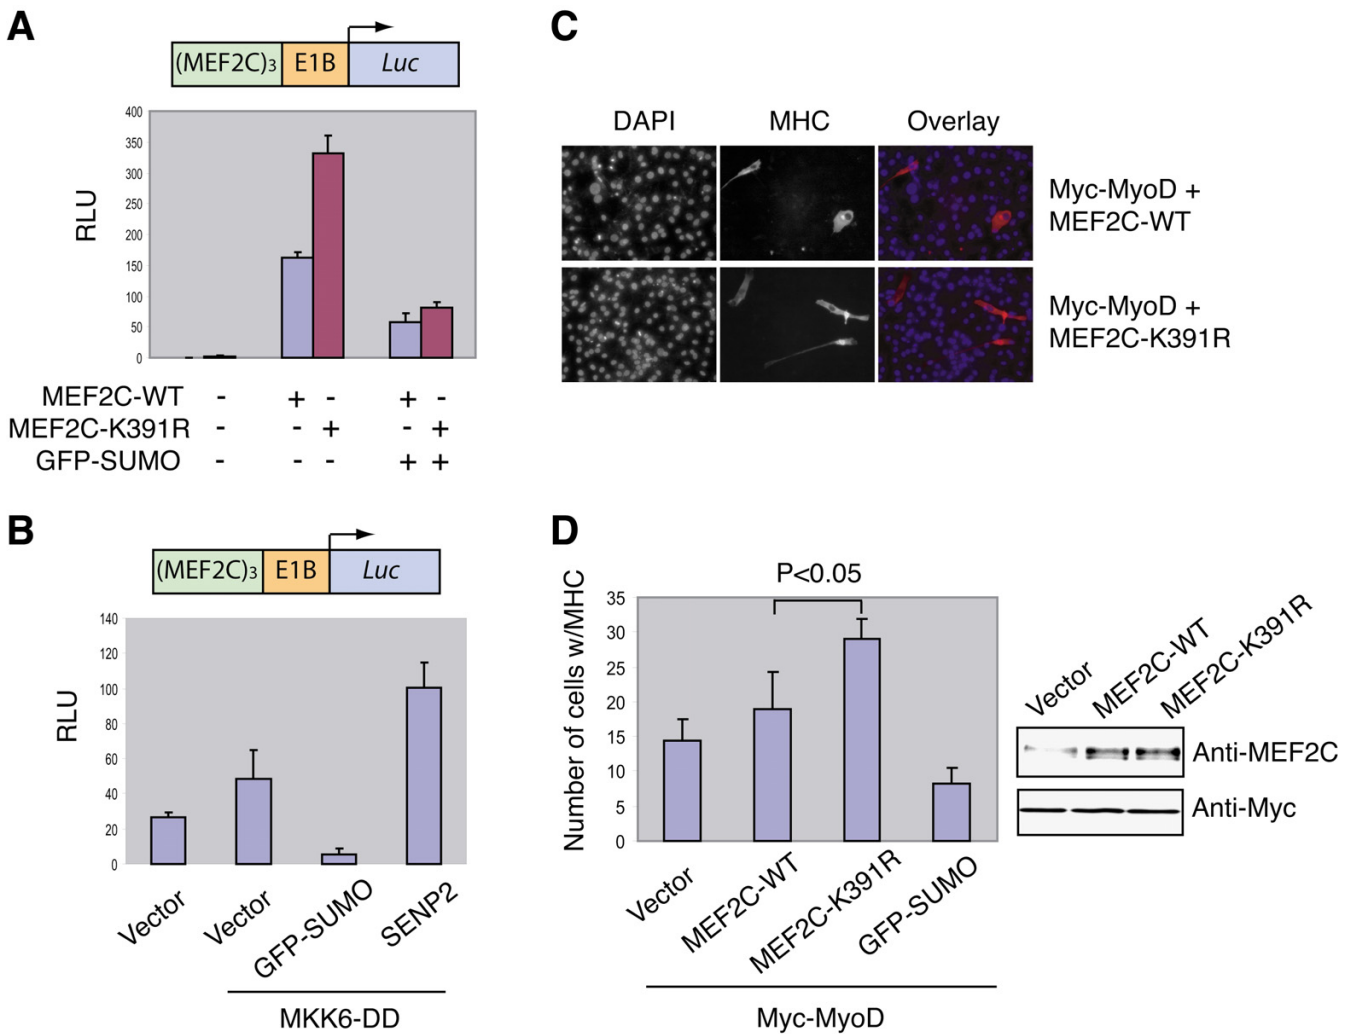 A
(MEF2C)3 E1B Luc
400
350
300
250
200
150
100
50
0
RLU
MEF2C-WT - + - + -
MEF2C-K391R - - + - +
GFP-SUMO - - - + +
B
(MEF2C)3 E1B Luc
140
120
100
80
60
40
20
0
RLU
Vector
Vector
GFP-SUMO
SENP2
MKK6-DD
C
DAPI MHC Overlay
Myc-MyoD +
MEF2C-WT
Myc-MyoD +
MEF2C-K391R
D
P<0.05
35
30
25
20
15
10
5
0
Number of cells w/MHC
Vector
MEF2C-WT
MEF2C-K391R
GFP-SUMO
Myc-MyoD
Vector
MEF2C-WT
MEF2C-K391R
Anti-MEF2C
Anti-Myc